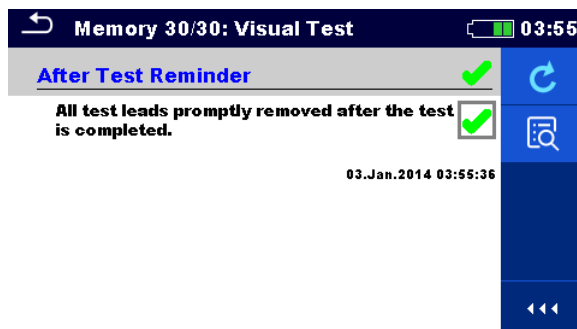 Memory 30/30: Visual Test
03:55
After Test Reminder
All test leads promptly removed after the test
is completed.
03.Jan.2014 03:55:36